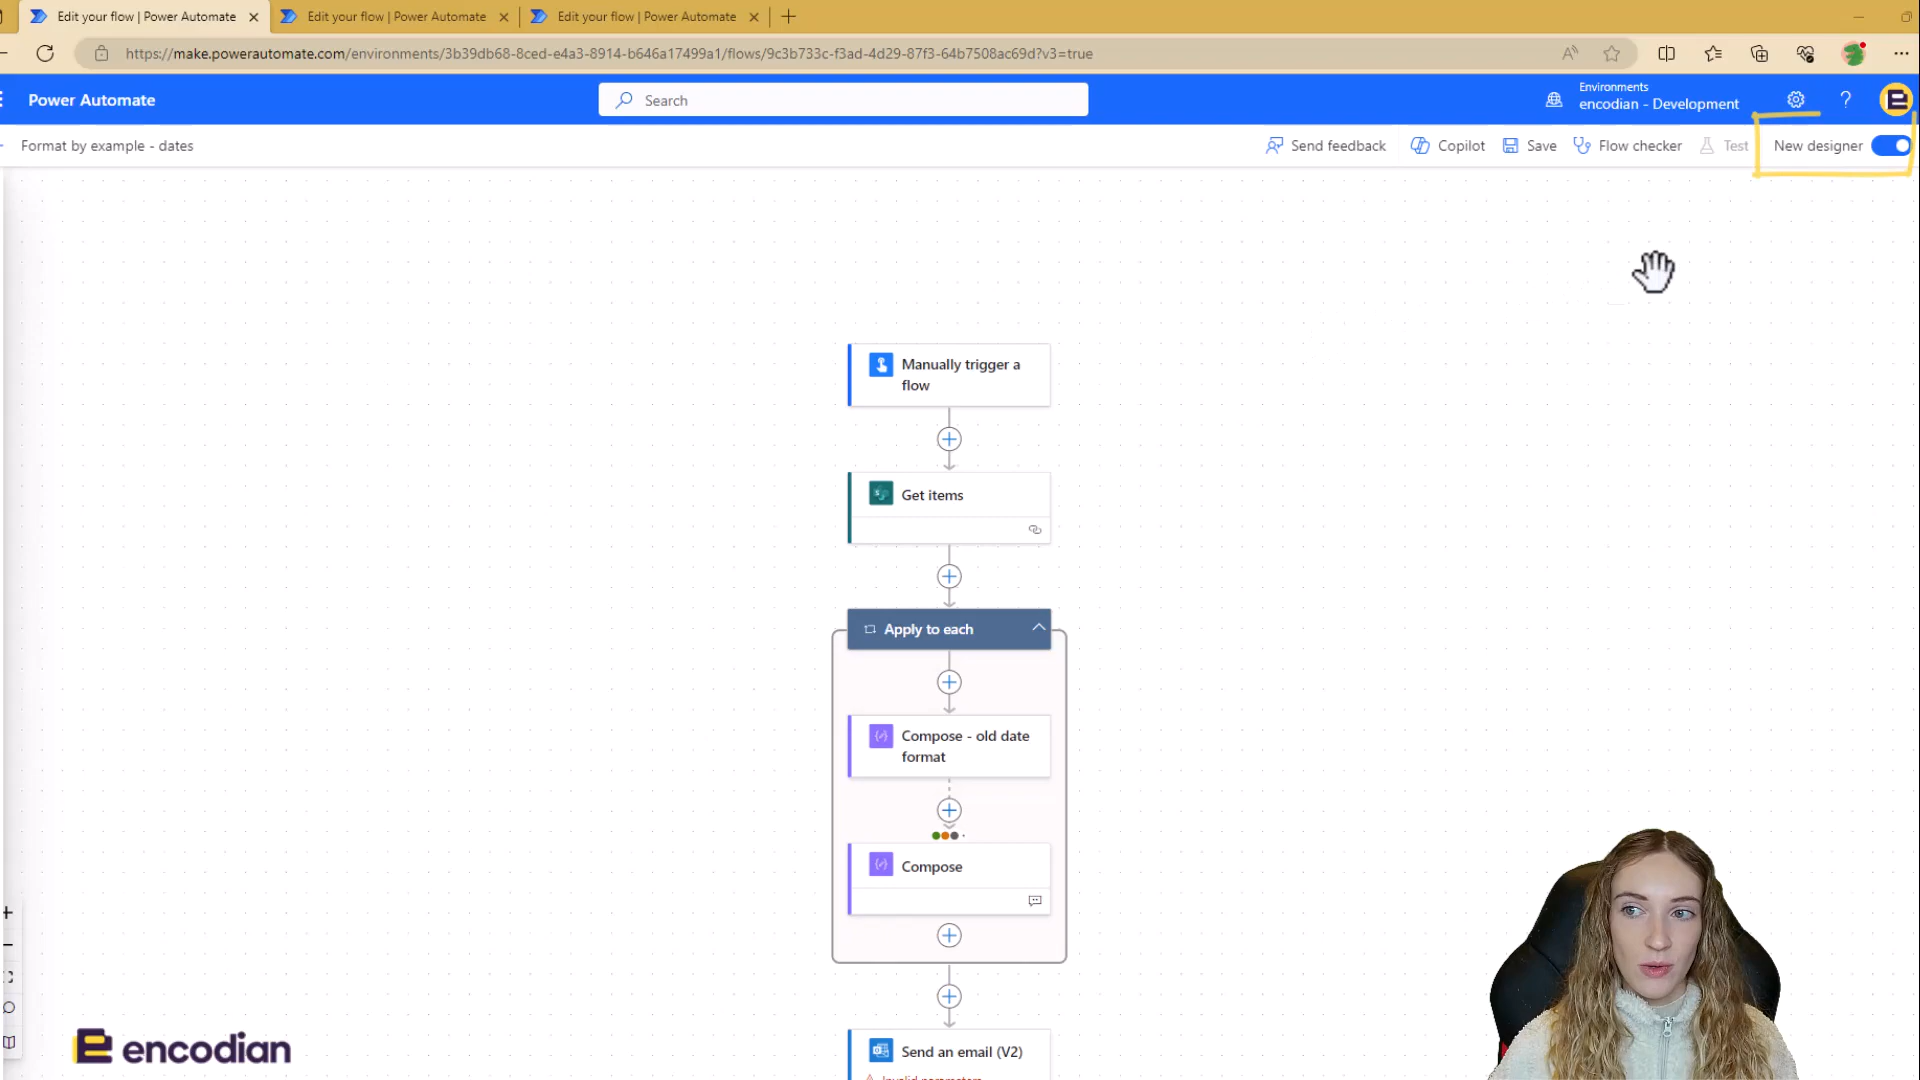 Edit your flow | Power Automate
Edit your flow | Power Automate
Edit your flow | Power Automate
https://make.powerautomate.com/environments/3b39db68-8ced-e4a3-8914-b646a17499a1/flows/9c3b733c-f3ad-4d29-87f3-64b7508ac69d?v3=true
Power Automate
Search
Environments
encodian - Development
Format by example - dates
Send feedback
Copilot
Save
Flow checker
Test
New designer
Manually trigger a
flow
Get items
Apply to each
Compose - old date
format
Compose
Send an email (V2)
Invalid parameters
encodian